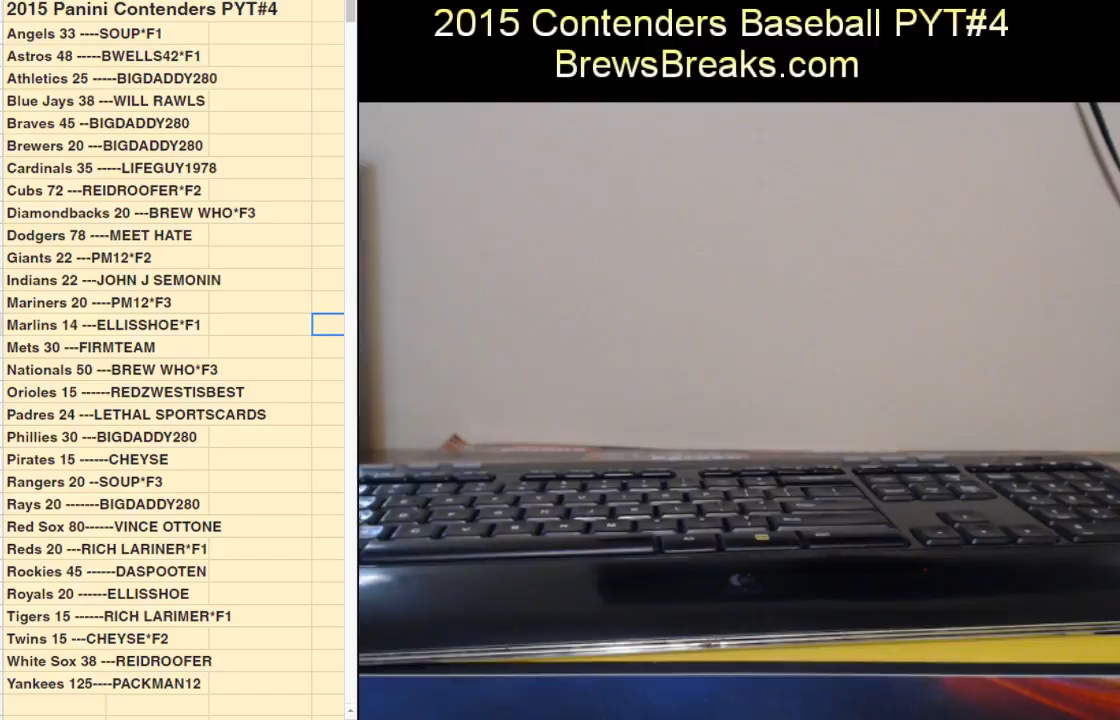 2015 Panini Contenders PYT#4
Angels 33 ----SOUP*F1
Astros 48 -----BWELLS42*F1
Athletics 25 -----BIGDADDY280
Blue Jays 38 ---WILL RAWLS
Braves 45 --BIGDADDY280
Brewers 20 ---BIGDADDY280
Cardinals 35 -----LIFEGUY1978
Cubs 72 ---REIDROOFER*F2
Diamondbacks 20 ---BREW WHO*F3
Dodgers 78 ----MEET HATE
Giants 22 ---PM12*F2
Indians 22 ---JOHN J SEMONIN
Mariners 20 ----PM12*F3
Marlins 14 ---ELLISSHOE*F1
Mets 30 ---FIRMTEAM
Nationals 50 ---BREW WHO*F3
Orioles 15 ------REDZWESTISBEST
Padres 24 ---LETHAL SPORTSCARDS
Phillies 30 ---BIGDADDY280
Pirates 15 ------CHEYSE
Rangers 20 --SOUP*F3
Rays 20 -------BIGDADDY280
Red Sox 80------VINCE OTTONE
Reds 20 ---RICH LARINER*F1
Rockies 45 ------DASPOOTEN
Royals 20 ------ELLISSHOE
Tigers 15 ------RICH LARIMER*F1
Twins 15 ---CHEYSE*F2
White Sox 38 ---REIDROOFER
Yankees 125----PACKMAN12
2015 Contenders Baseball PYT#4
BrewsBreaks.com